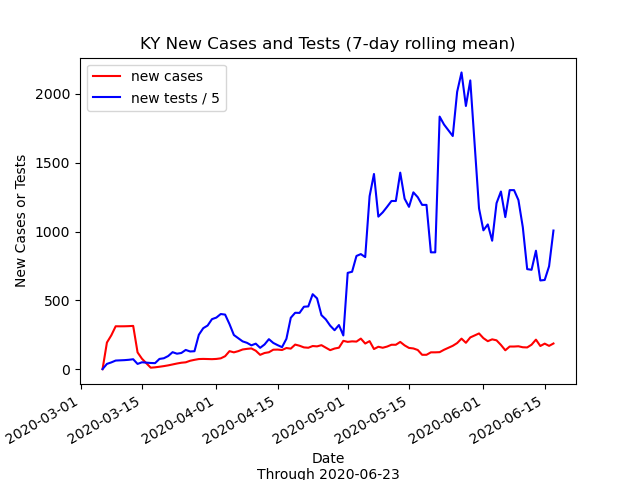 KY New Cases and Tests (7-day rolling mean)
new cases
new tests / 5
New Cases or Tests
2000
1500
1000
500
0
2020-03-01
2020-03-15
2020-04-01
2020-04-15
2020-05-01
2020-05-15
2020-06-01
2020-06-15
Date
Through 2020-06-23